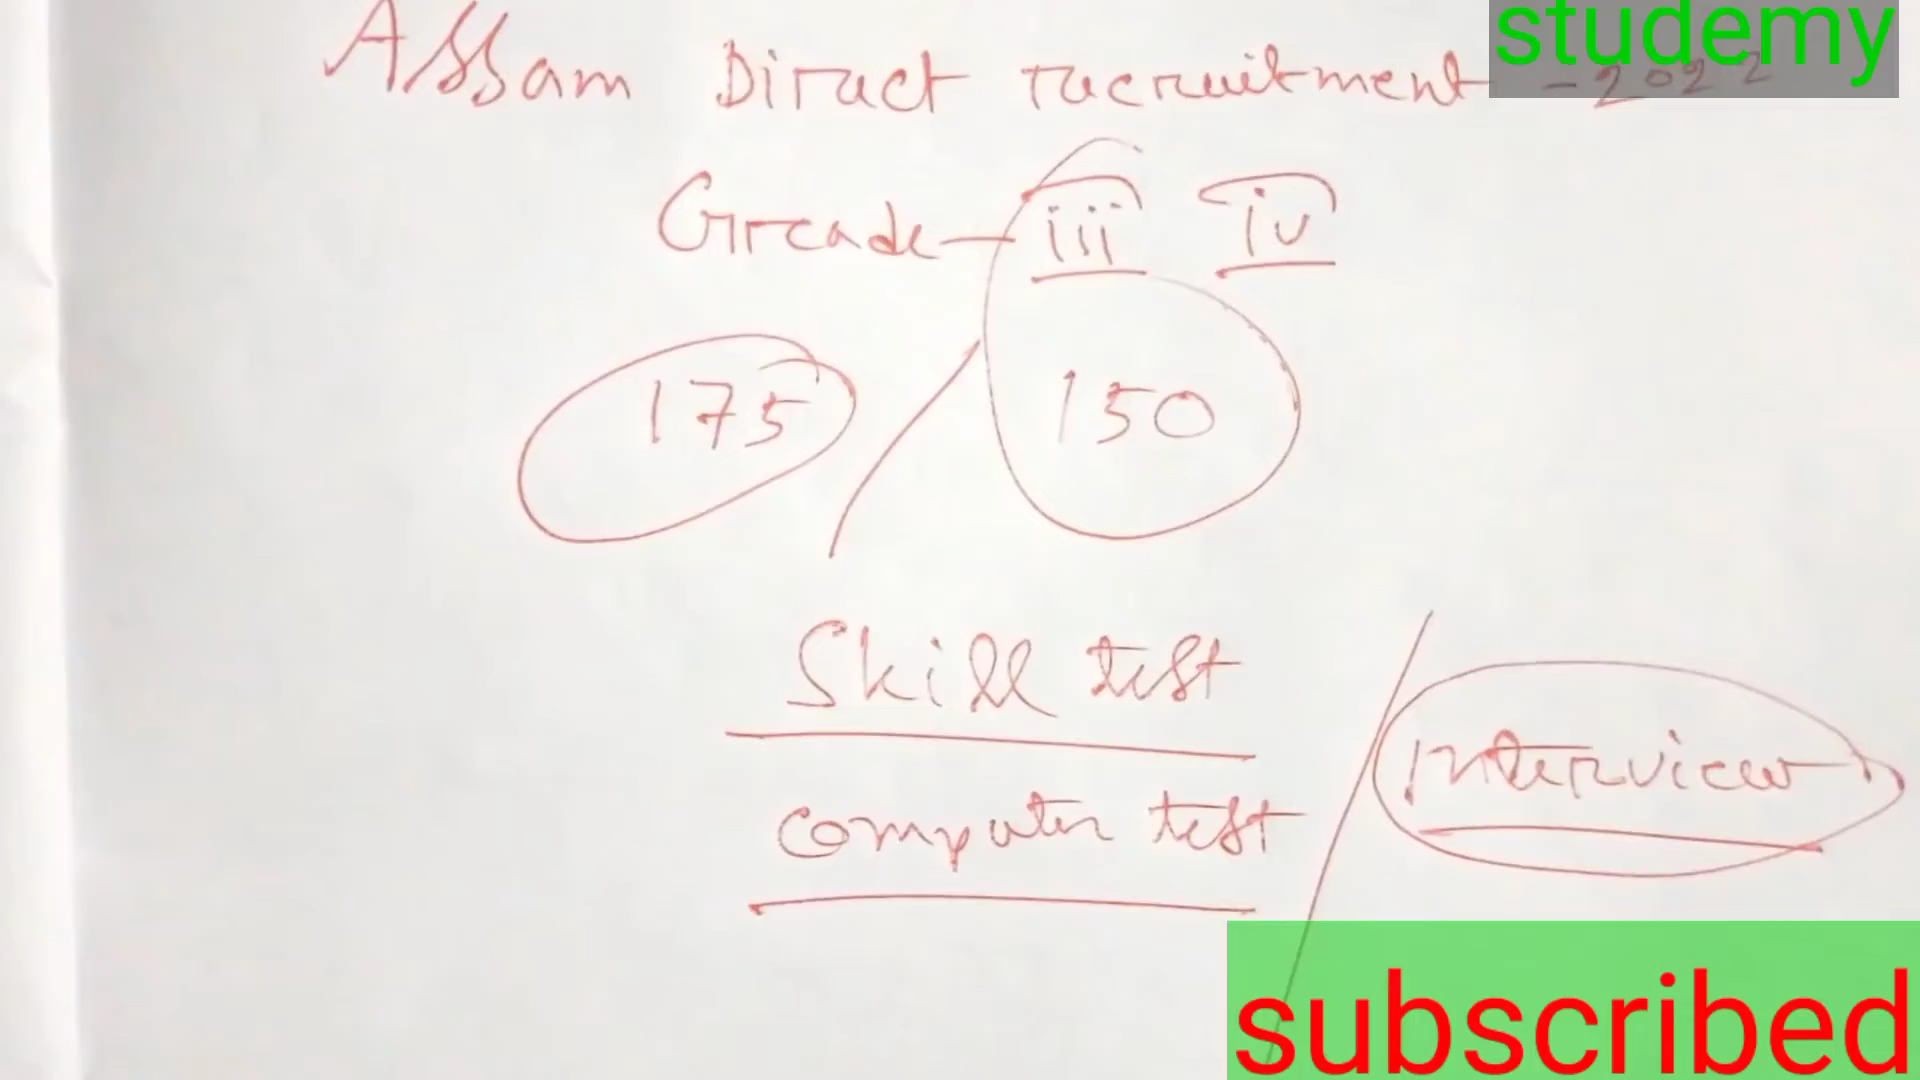 studemy
Assam Direct recruitment - 2022
Grade - iii iv
175 / 150
Skill test
Interview
computer test
subscribed